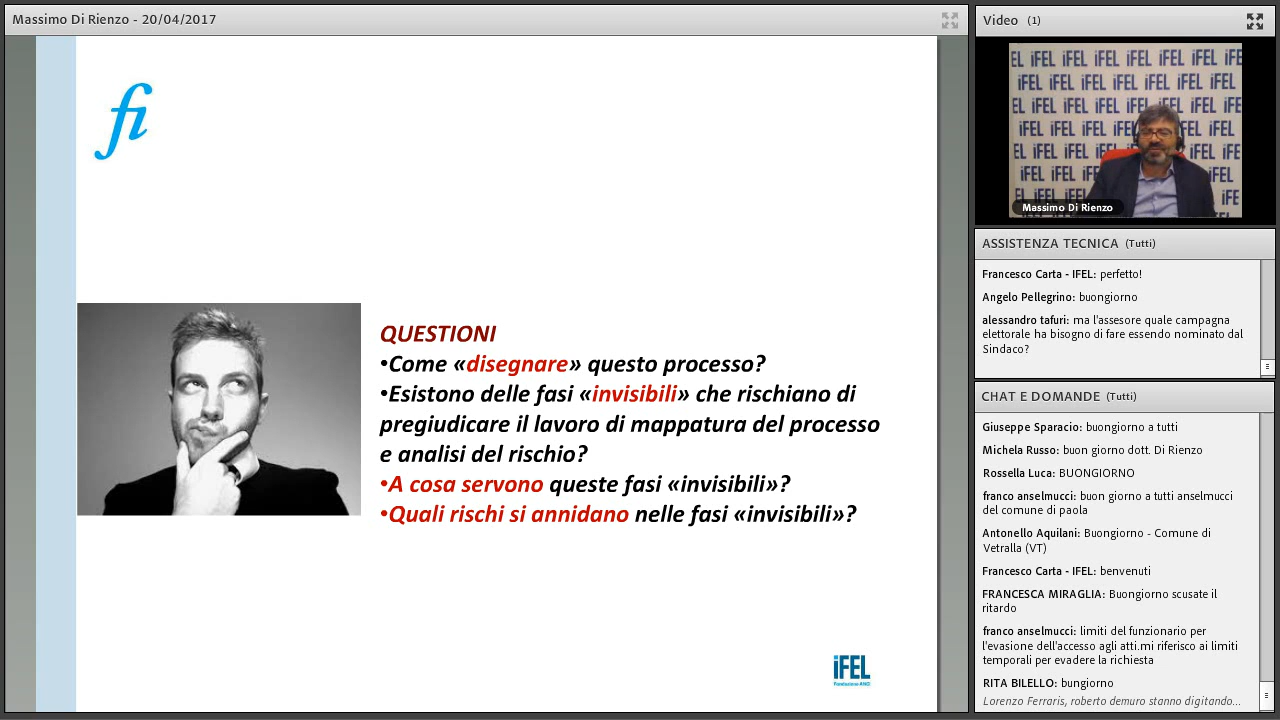 Massimo Di Rienzo - 20/04/2017
fi
QUESTIONI
•Come «disegnare» questo processo?
•Esistono delle fasi «invisibili» che rischiano di
pregiudicare il lavoro di mappatura del processo
e analisi del rischio?
•A cosa servono queste fasi «invisibili»?
•Quali rischi si annidano nelle fasi «invisibili»?
iFEL
Fondazione ANCI
Video (1)
iFEL iFEL iFEL iFEL iFEL
Massimo Di Rienzo
ASSISTENZA TECNICA (Tutti)
Francesco Carta - IFEL: perfetto!
Angelo Pellegrino: buongiorno
alessandro tafuri: ma l'assesore quale campagna
elettorale ha bisogno di fare essendo nominato dal
Sindaco?
CHAT E DOMANDE (Tutti)
Giuseppe Sparacio: buongiorno a tutti
Michela Russo: buon giorno dott. Di Rienzo
Rossella Luca: BUONGIORNO
franco anselmucci: buon giorno a tutti anselmucci
del comune di paola
Antonello Aquilani: Buongiorno - Comune di
Vetralla (VT)
Francesco Carta - IFEL: benvenuti
FRANCESCA MIRAGLIA: Buongiorno scusate il
ritardo
franco anselmucci: limiti del funzionario per
l'evasione dell'accesso agli atti.mi riferisco ai limiti
temporali per evadere la richiesta
RITA BILELLO: bungiorno
Lorenzo Ferraris, roberto demuro stanno digitando...